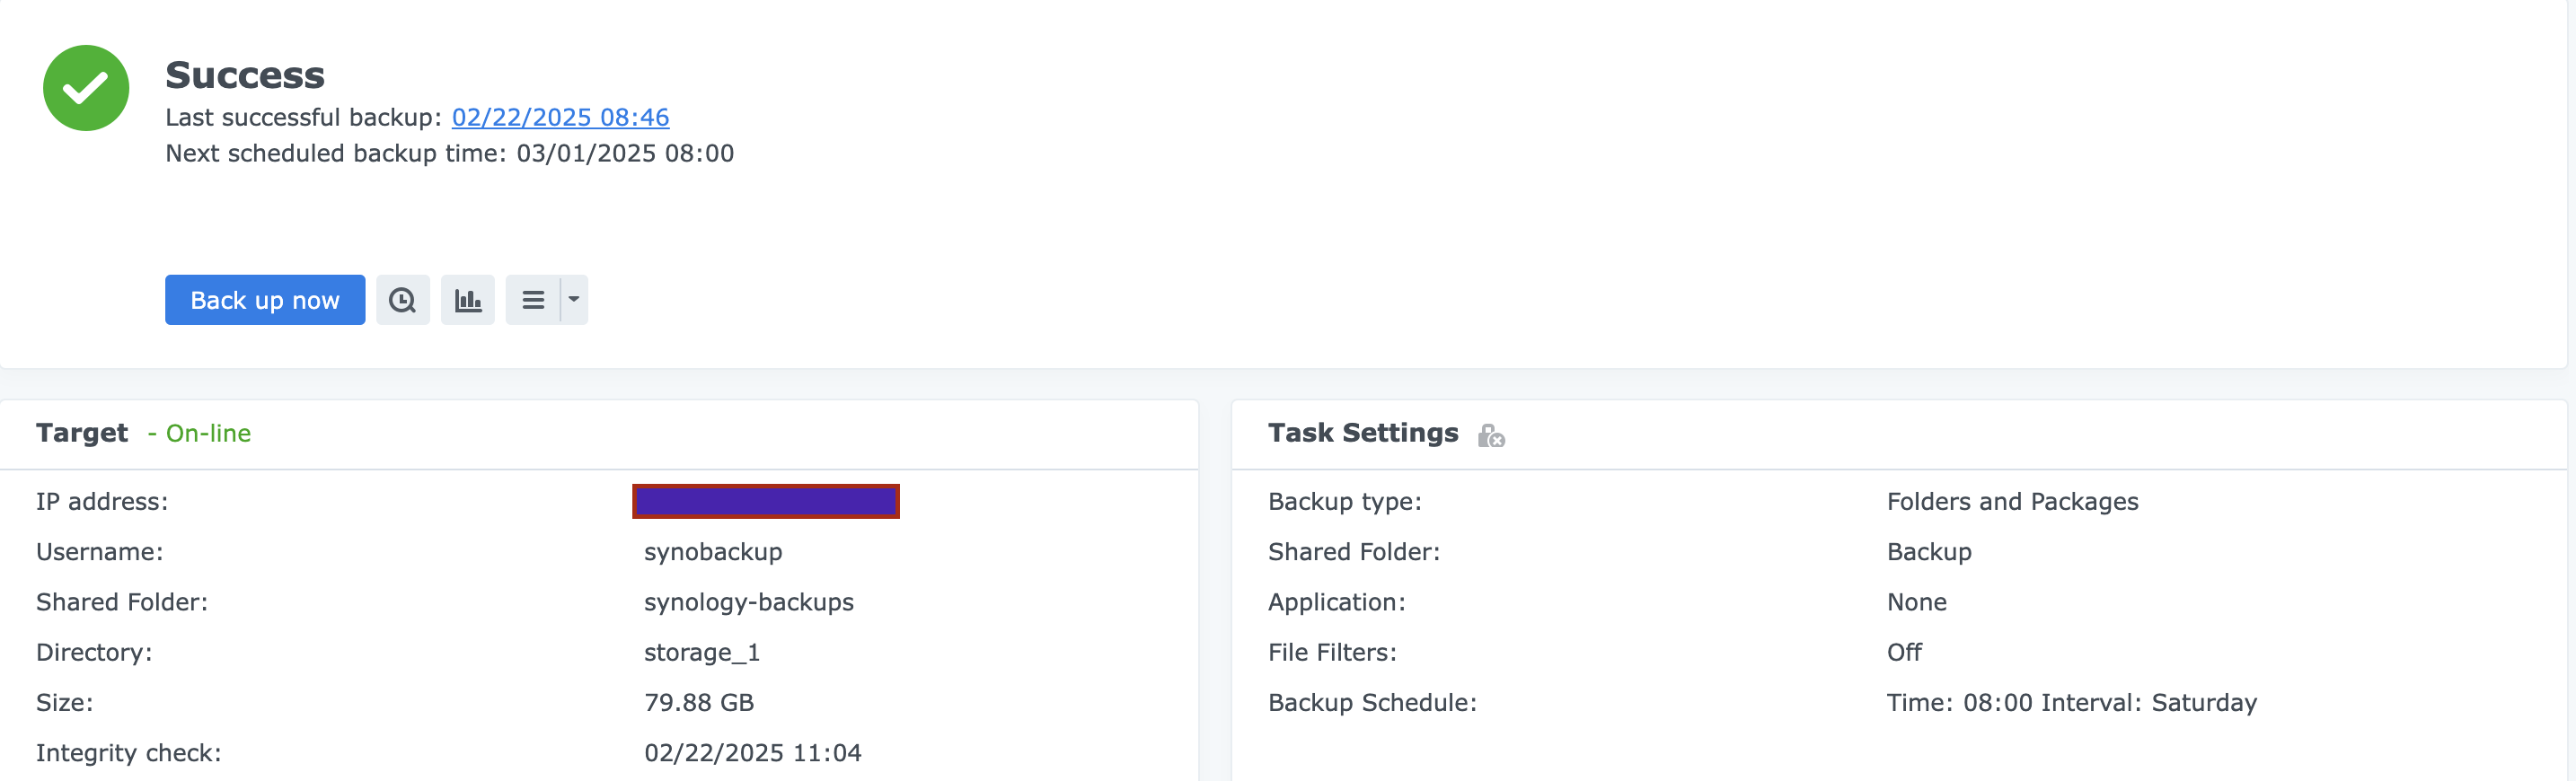 Success
Last successful backup: 02/22/2025 08:46
Next scheduled backup time: 03/01/2025 08:00
Back up now
Target - On-line
IP address:
Username: synobackup
Shared Folder: synology-backups
Directory: storage_1
Size: 79.88 GB
Integrity check: 02/22/2025 11:04
Task Settings
Backup type: Folders and Packages
Shared Folder: Backup
Application: None
File Filters: Off
Backup Schedule: Time: 08:00 Interval: Saturday